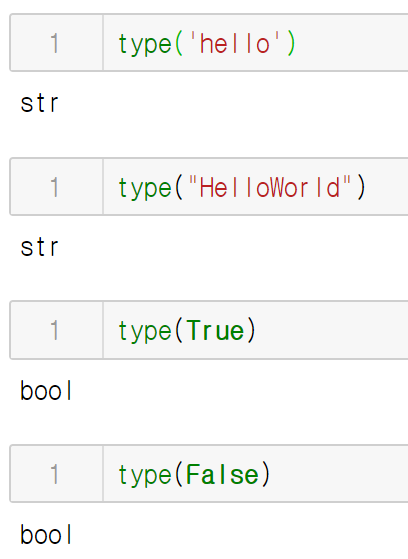 1 type('hello')
str
1 type("HelloWorld")
str
1 type(True)
bool
1 type(False)
bool